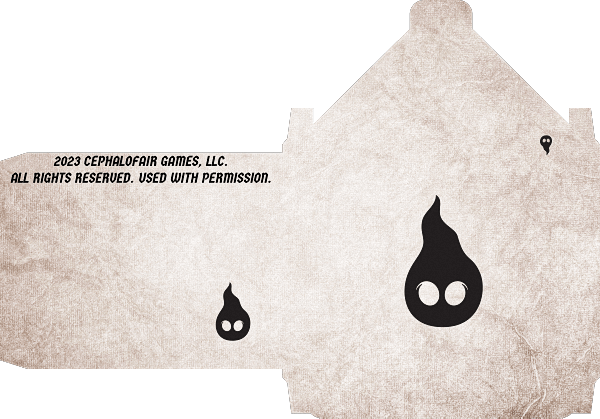 2023 CEPHALOFAIR GAMES, LLC.
ALL RIGHTS RESERVED. USED WITH PERMISSION.